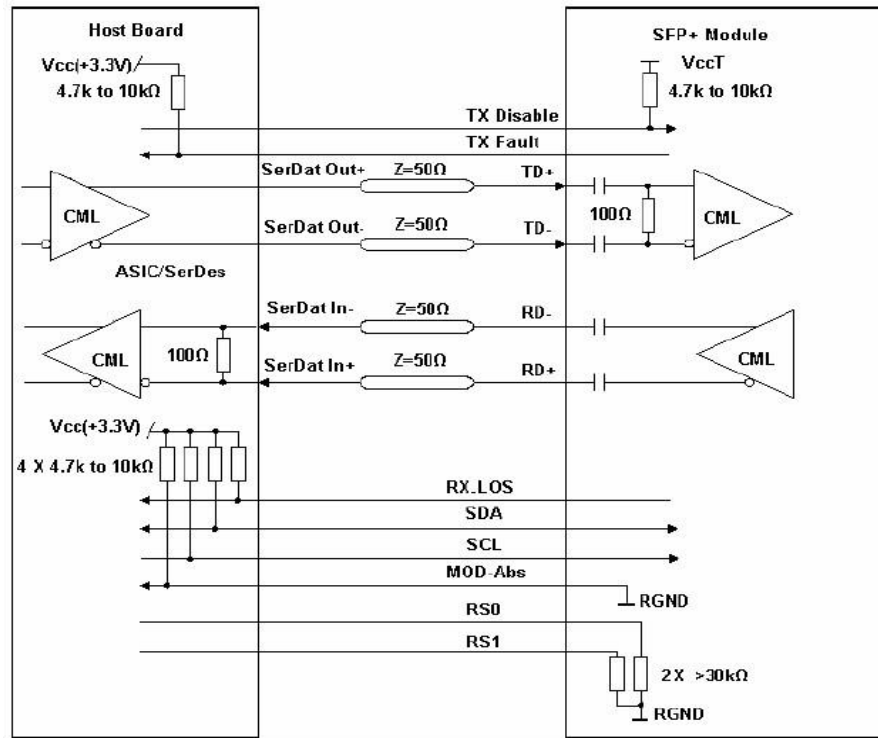 Host Board
SFP+ Module
Vcc(+3.3V)
4.7k to 10kΩ
VccT
4.7k to 10kΩ
TX Disable
TX Fault
SerDat Out+
Z=50Ω
TD+
CML
100Ω
CML
SerDat Out-
Z=50Ω
TD-
ASIC/SerDes
SerDat In-
Z=50Ω
RD-
CML
100Ω
CML
SerDat In+
Z=50Ω
RD+
Vcc(+3.3V)
4 X 4.7k to 10kΩ
RX_LOS
SDA
SCL
MOD-Abs
RGND
RS0
RS1
2X >30kΩ
RGND